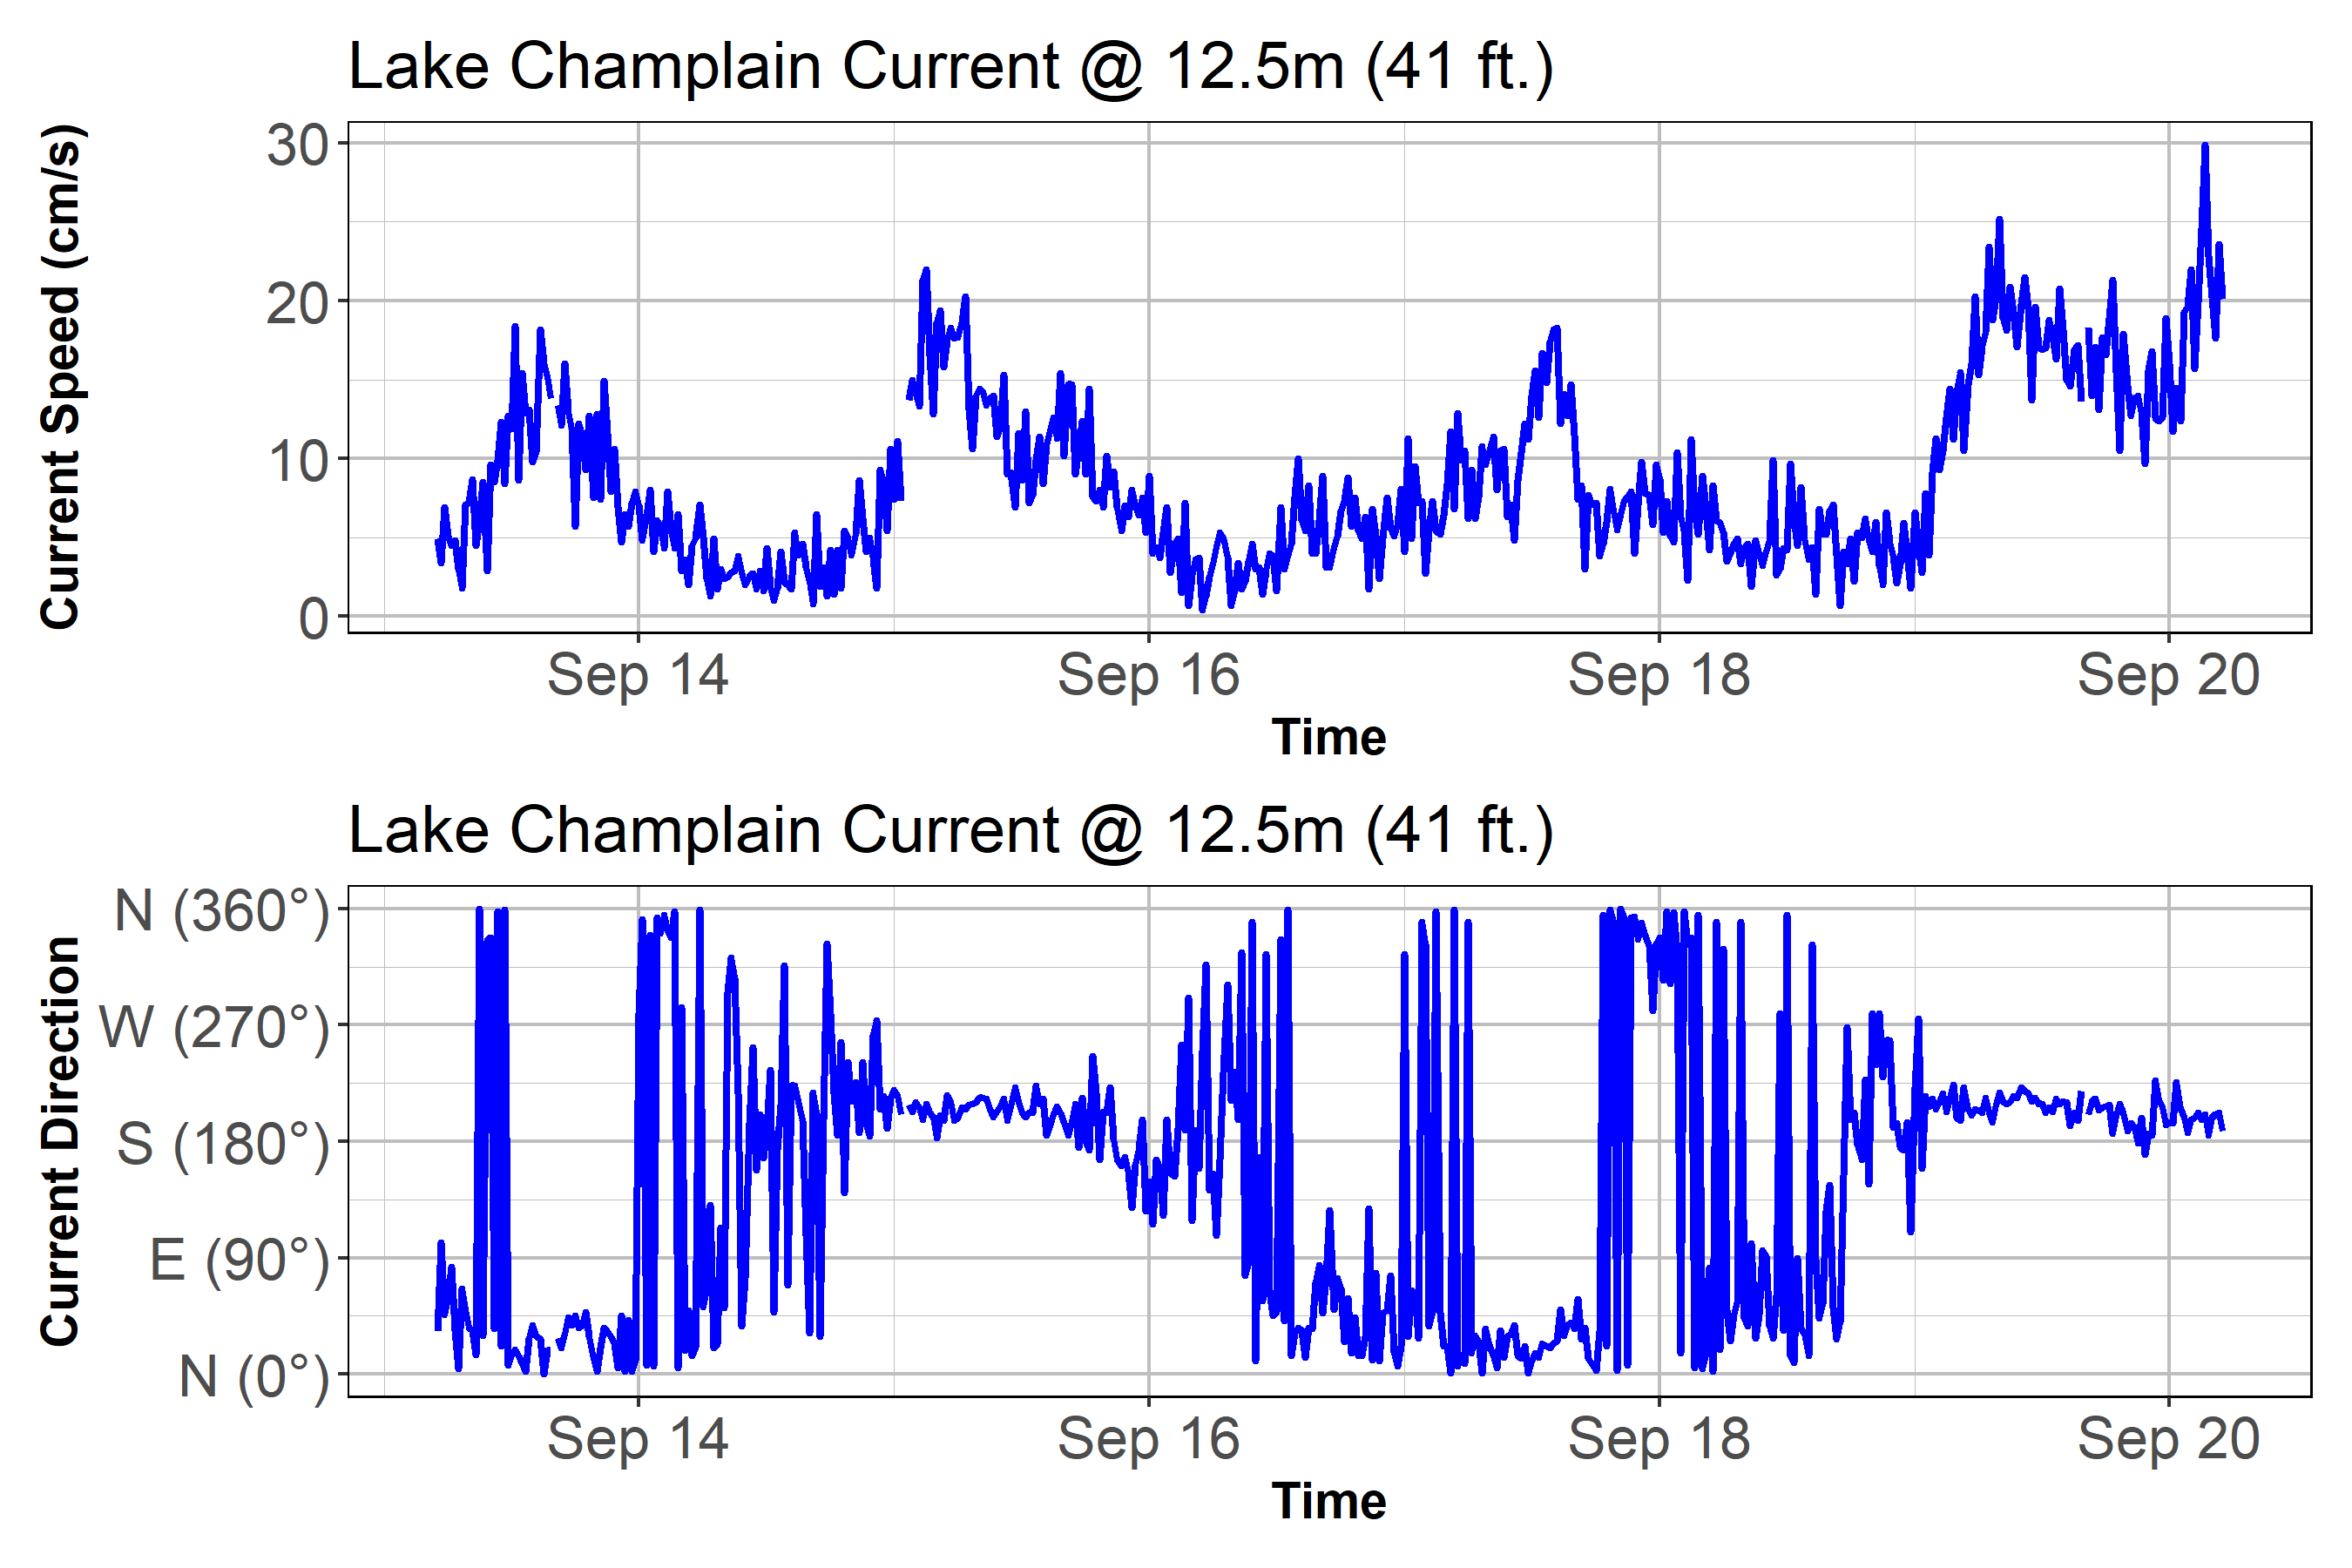 Lake Champlain Current @ 12.5m (41 ft.)
Current Speed (cm/s)
30
20
10
0
Sep 14 Sep 16 Sep 18 Sep 20
Time
Lake Champlain Current @ 12.5m (41 ft.)
Current Direction
N (360°)
W (270°)
S (180°)
E (90°)
N (0°)
Sep 14 Sep 16 Sep 18 Sep 20
Time